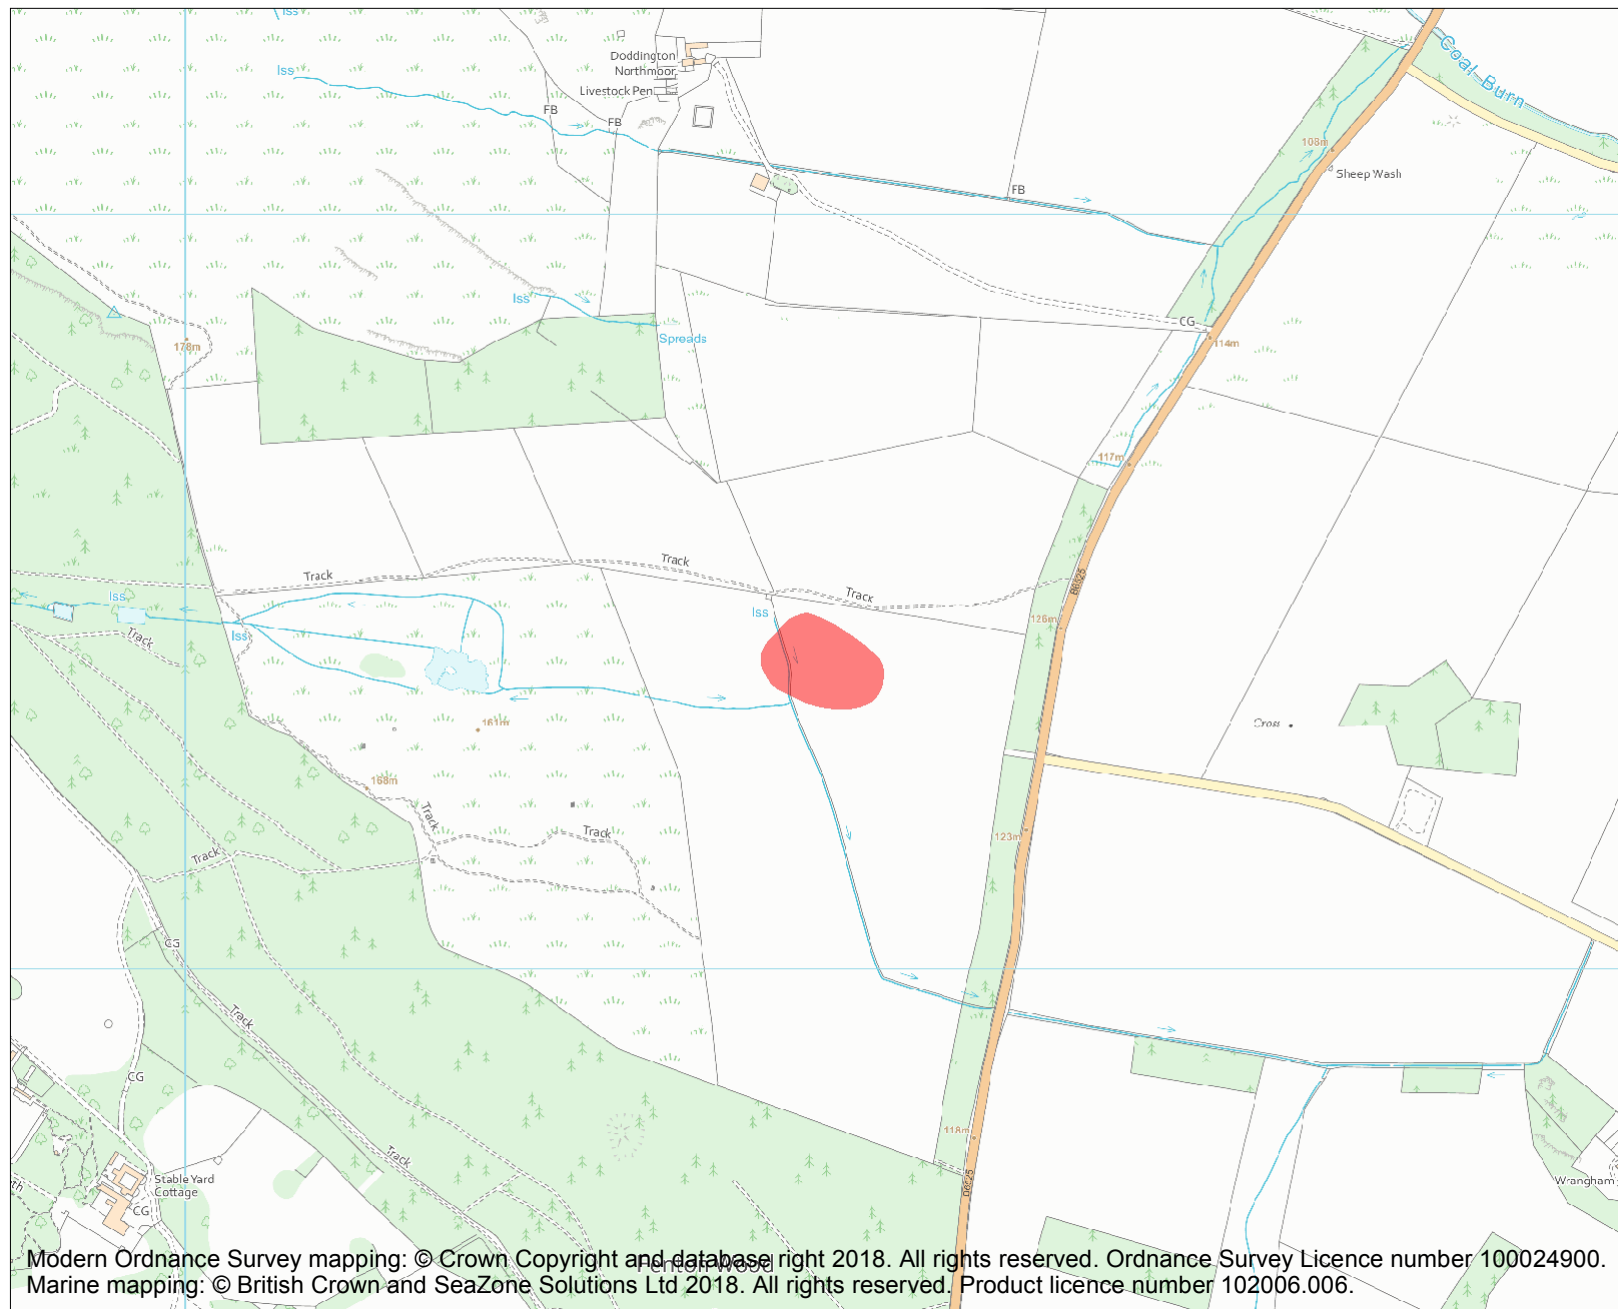 Iss
Coal Burn
Doddington
Northmoor
Livestock Pen
Iss
FB
FB
108m
Sheep Wash
FB
Iss
CG
Spreads
114m
178m
117m
Track
Track
Track
B6525
Iss
Iss
Iss
126m
Track
161m
Cross
168m
Track
Track
123m
Track
CG
Track
CG
118m
Track
Stable Yard
Cottage
CG
B6525
Wrangham
Fenton Wood
Modern Ordnance Survey mapping: © Crown Copyright and database right 2018. All rights reserved. Ordnance Survey Licence number 100024900.
Marine mapping: © British Crown and SeaZone Solutions Ltd 2018. All rights reserved. Product licence number 102006.006.